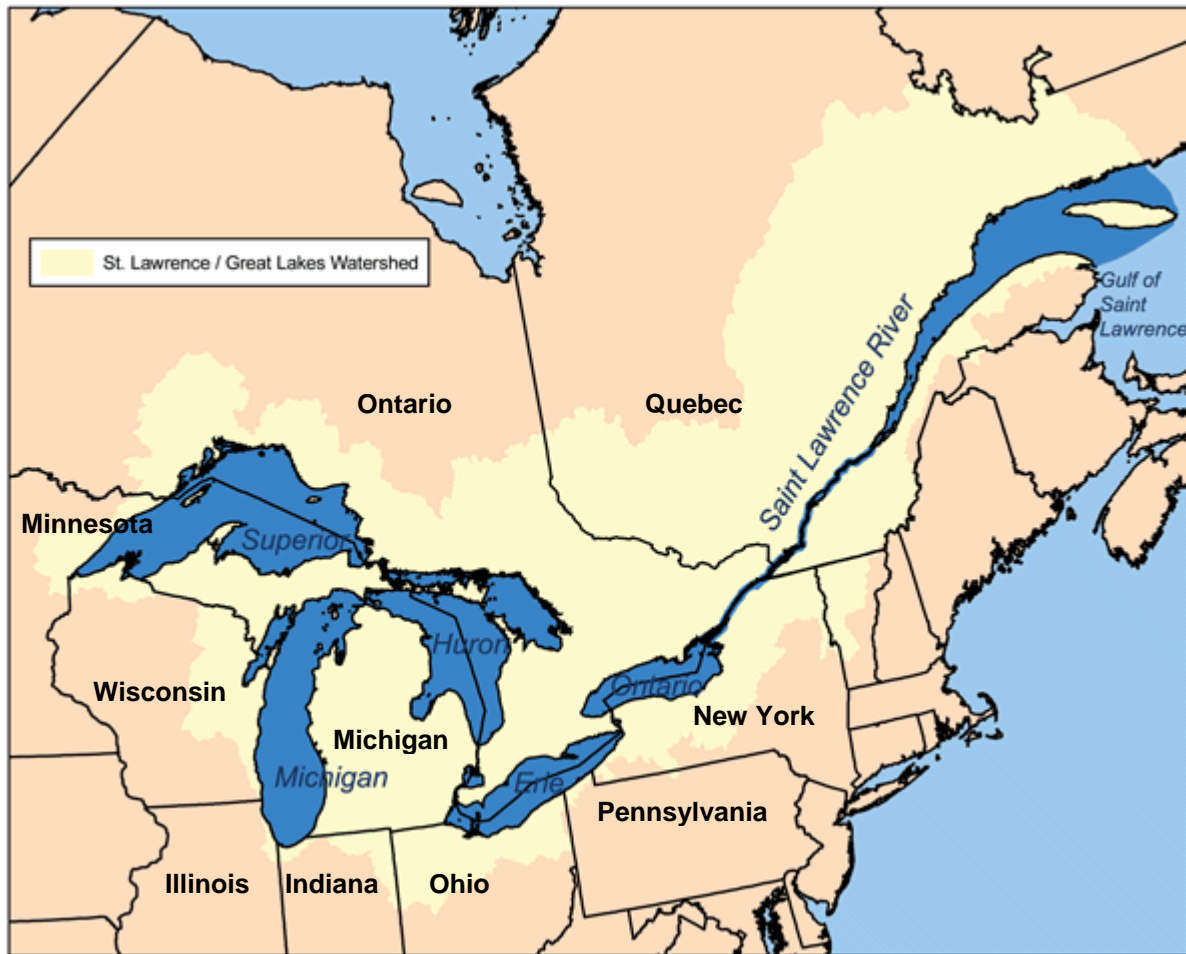 St. Lawrence / Great Lakes Watershed
Gulf of
Saint
Lawrence
Saint Lawrence River
Ontario
Quebec
Minnesota
Superior
Huron
Ontario
Wisconsin
New York
Michigan
Michigan
Erie
Pennsylvania
Illinois
Indiana
Ohio